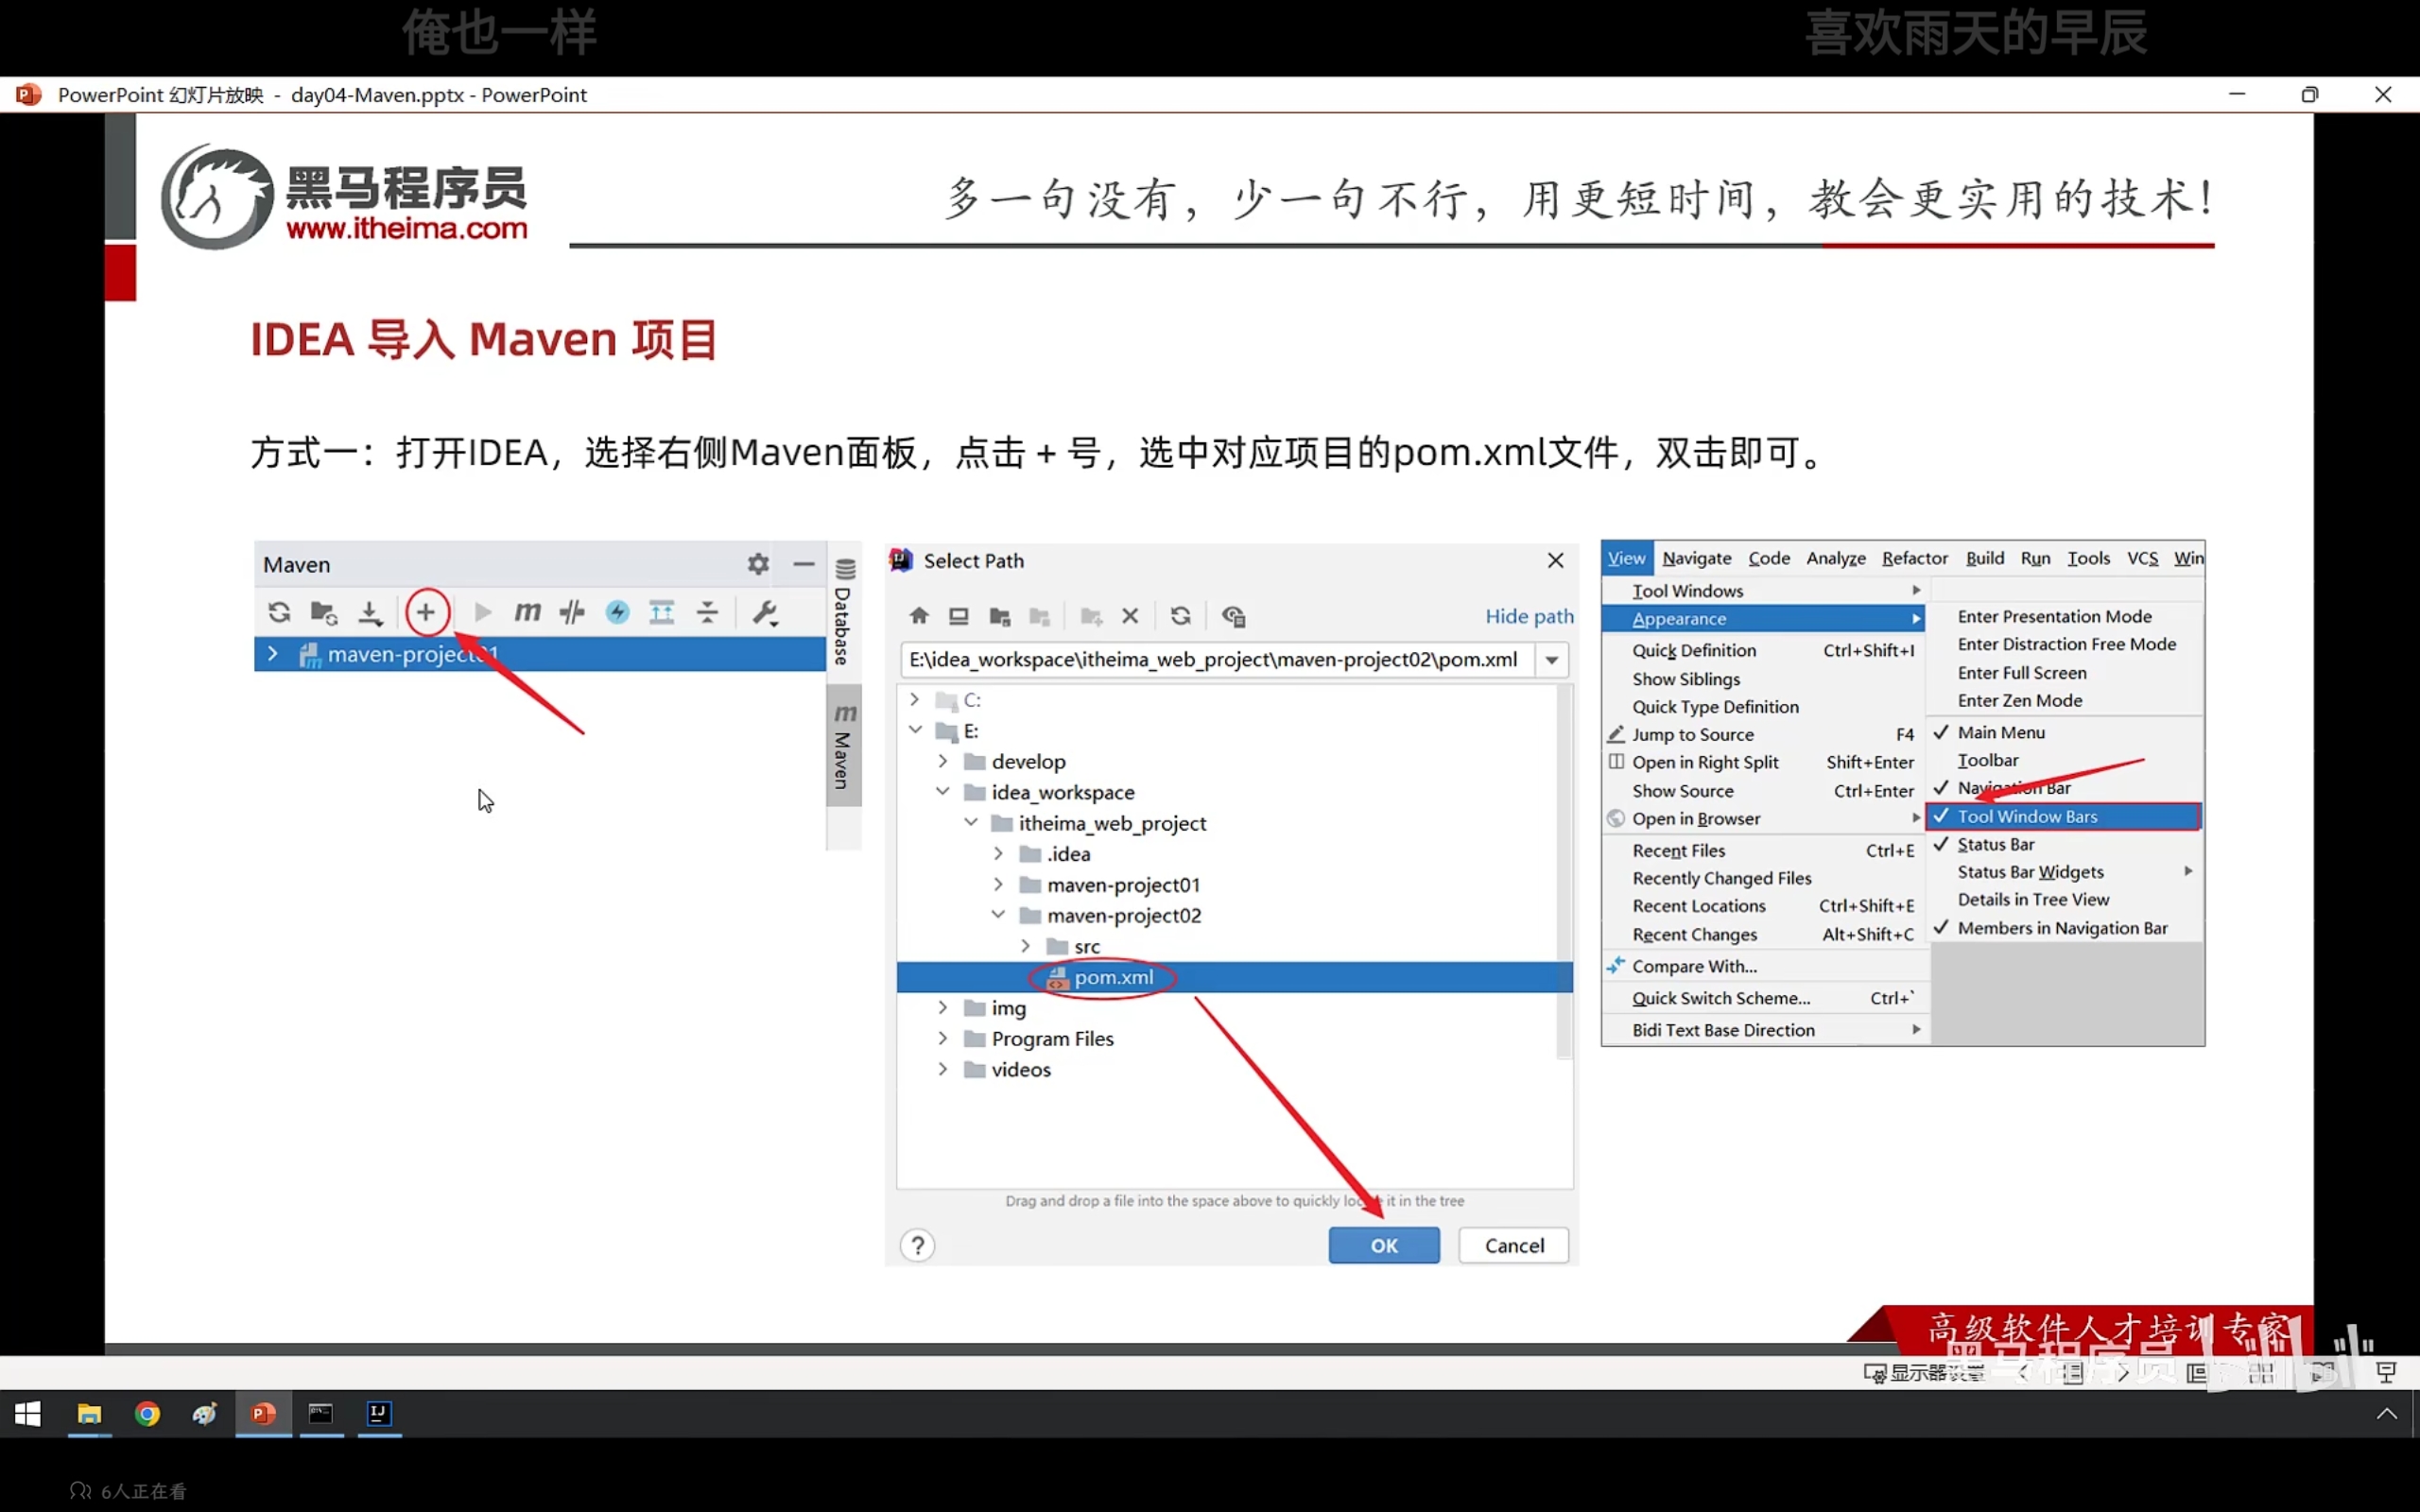 俺也一样
喜欢雨天的早辰
PowerPoint 幻灯片放映 - day04-Maven.pptx - PowerPoint
黑马程序员
www.itheima.com
多一句没有，少一句不行，用更短时间，教会更实用的技术！
IDEA 导入 Maven 项目
方式一：打开IDEA，选择右侧Maven面板，点击 + 号，选中对应项目的pom.xml文件，双击即可。
Maven
maven-project01
Database
Maven
Select Path
Hide path
E:\idea_workspace\itheima_web_project\maven-project02\pom.xml
C:
E:
develop
idea_workspace
itheima_web_project
.idea
maven-project01
maven-project02
src
pom.xml
img
Program Files
videos
Drag and drop a file into the space above to quickly locate it in the tree
OK
Cancel
View Navigate Code Analyze Refactor Build Run Tools VCS Win
Tool Windows
Appearance
Quick Definition Ctrl+Shift+I
Show Siblings
Quick Type Definition
Jump to Source F4
Open in Right Split Shift+Enter
Show Source Ctrl+Enter
Open in Browser
Recent Files Ctrl+E
Recently Changed Files
Recent Locations Ctrl+Shift+E
Recent Changes Alt+Shift+C
Compare With...
Quick Switch Scheme... Ctrl+`
Bidi Text Base Direction
Enter Presentation Mode
Enter Distraction Free Mode
Enter Full Screen
Enter Zen Mode
Main Menu
Toolbar
Navigation Bar
Tool Window Bars
Status Bar
Status Bar Widgets
Details in Tree View
Members in Navigation Bar
高级软件人才培训专家
黑马程序员
显示器设置
6人正在看